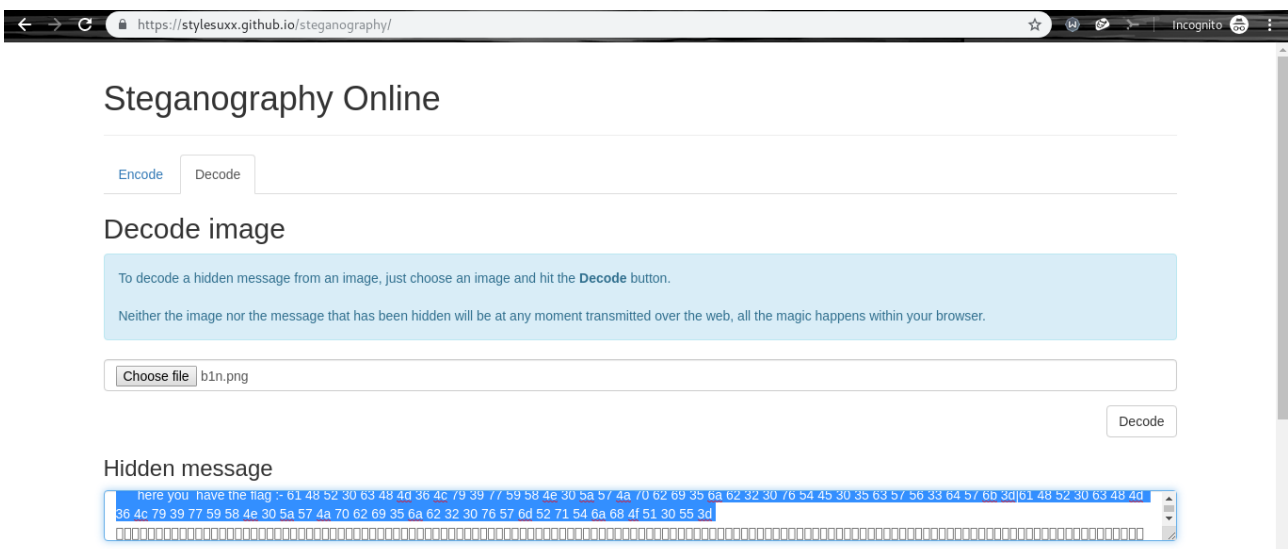 https://stylesuxx.github.io/steganography/
Incognito
Steganography Online
Encode
Decode
Decode image
To decode a hidden message from an image, just choose an image and hit the Decode button.
Neither the image nor the message that has been hidden will be at any moment transmitted over the web, all the magic happens within your browser.
Choose file b1n.png
Decode
Hidden message
here you have the flag :- 61 48 52 30 63 48 4d 36 4c 79 39 77 59 58 4e 30 5a 57 4a 70 62 69 35 6a 62 32 30 76 54 45 30 35 63 57 56 33 64 57 6b 3d|61 48 52 30 63 48 4d
36 4c 79 39 77 59 58 4e 30 5a 57 4a 70 62 69 35 6a 62 32 30 76 57 6d 52 71 54 6a 68 4f 51 30 55 3d